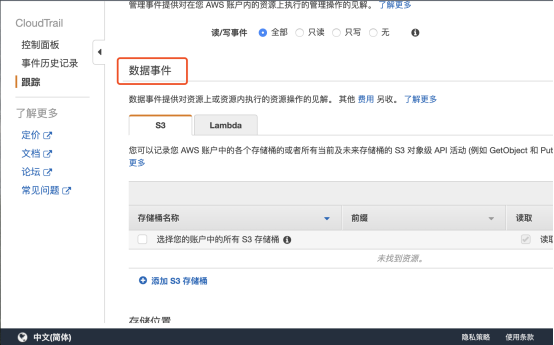 管理事件提供对在您 AWS 账户内的资源上执行的管理操作的见解。 了解更多
CloudTrail
控制面板
事件历史记录
跟踪
了解更多
定价
文档
论坛
常见问题
读/写事件 全部 只读 只写 无
数据事件
数据事件提供对资源上或资源内执行的资源操作的见解。 其他 费用 另收。 了解更多
S3 Lambda
您可以记录您 AWS 账户中的各个存储桶的或者所有当前及未来存储桶的 S3 对象级 API 活动 (例如 GetObject 和 Put
更多
存储桶名称 前缀 读取
选择您的账户中的所有 S3 存储桶 读取
未找到资源。
添加 S3 存储桶
存储位置
中文(简体) 隐私策略 使用条款